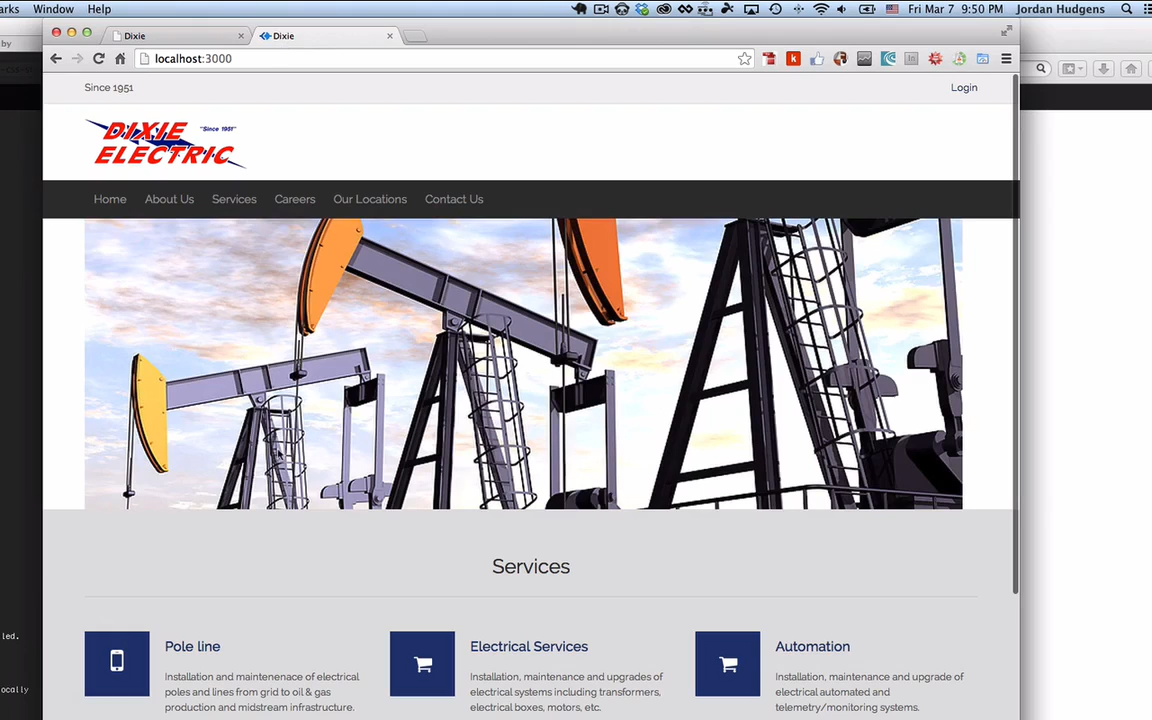 arks Window Help Fri Mar 7 9:50 PM Jordan Hudgens
by
Dixie Dixie
localhost:3000
Since 1951 Login
DIXIE "Since 1951"
ELECTRIC
Home About Us Services Careers Our Locations Contact Us
Services
Pole line
Installation and maintenenace of electrical
poles and lines from grid to oil & gas
production and midstream infrastructure.
Electrical Services
Installation, maintenance and upgrades of
electrical systems including transformers,
electrical boxes, motors, etc.
Automation
Installation, maintenance and upgrade of
electrical automated and
telemetry/monitoring systems.
led.
ocally